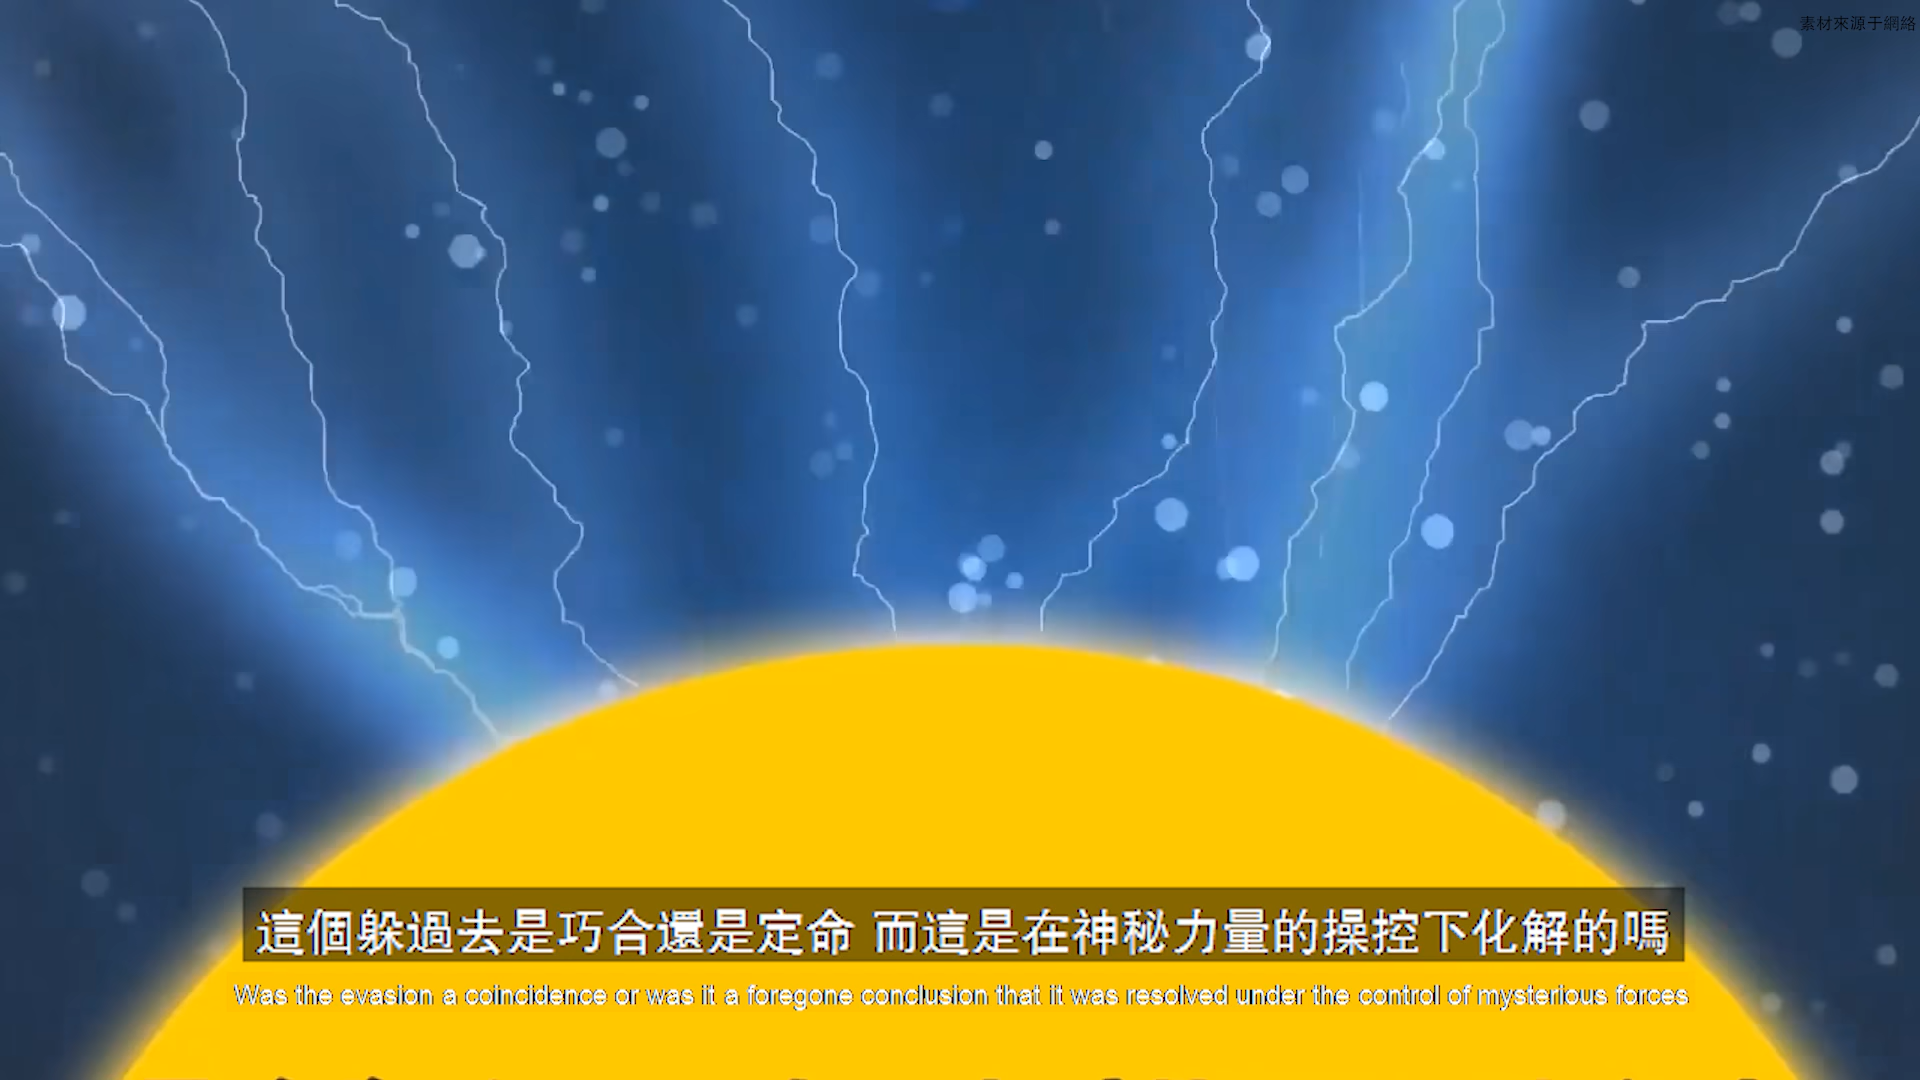 素材來源于網絡
這個躲過去是巧合還是定命 而這是在神秘力量的操控下化解的嗎
Was the evasion a coincidence or was iit a foregone conclusion that iit was resolved under the control of mysterious forces